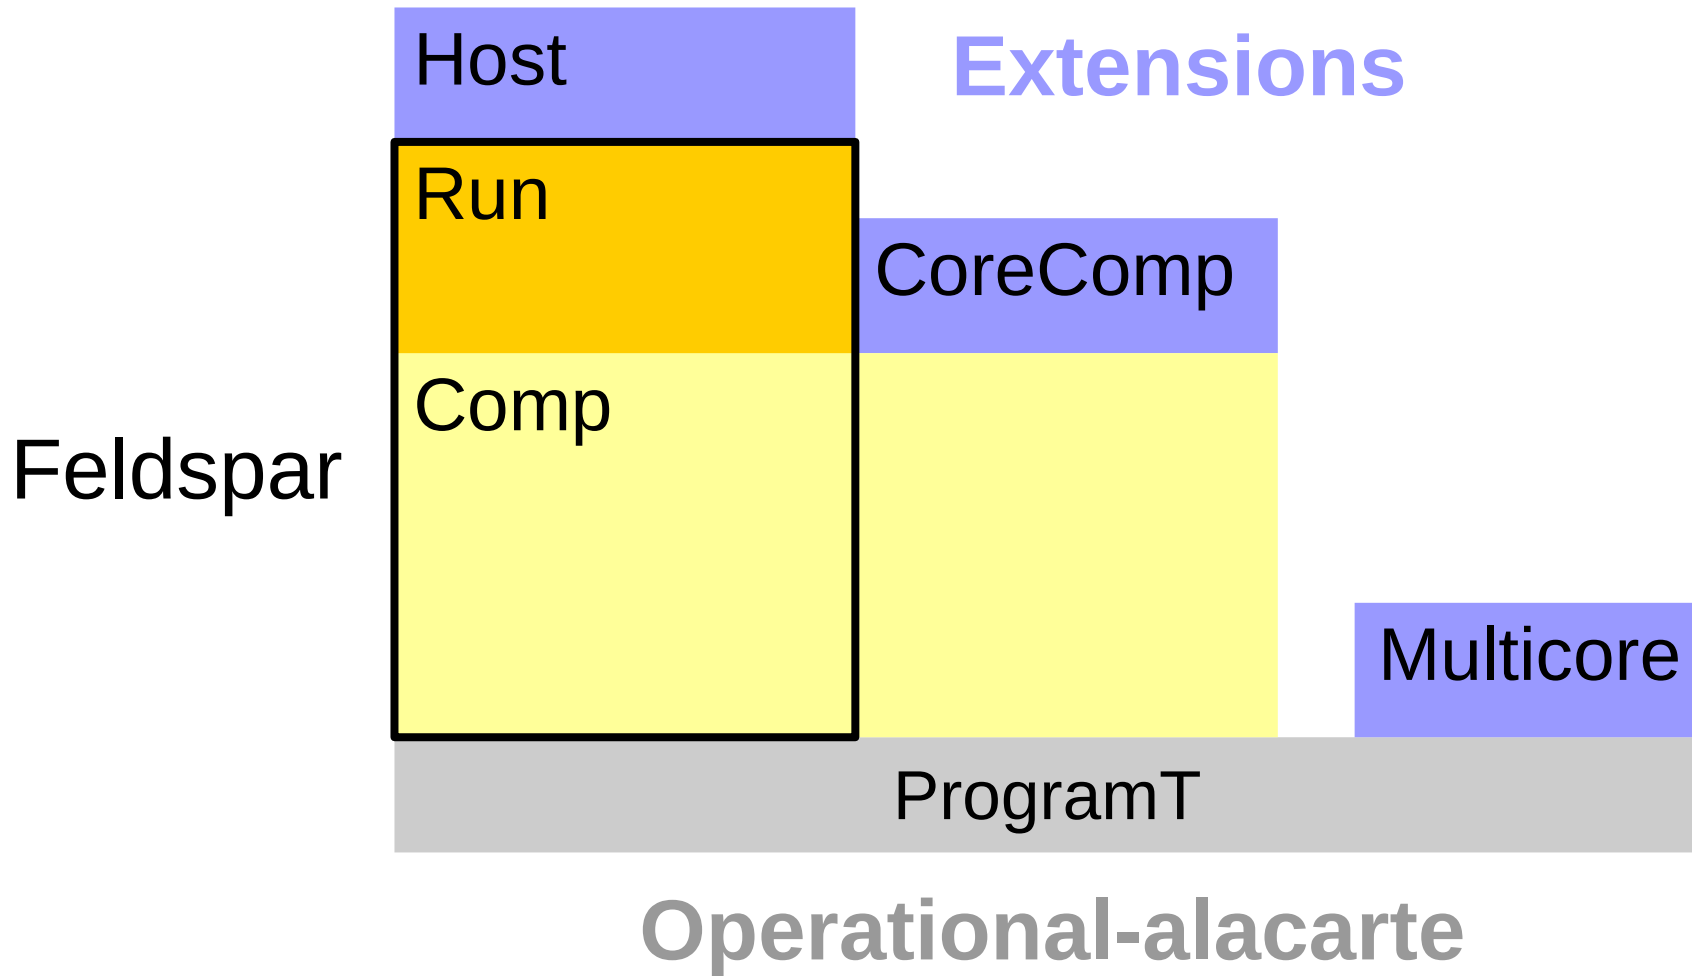 Host
Extensions
Run
CoreComp
Comp
Feldspar
Multicore
ProgramT
Operational-alacarte